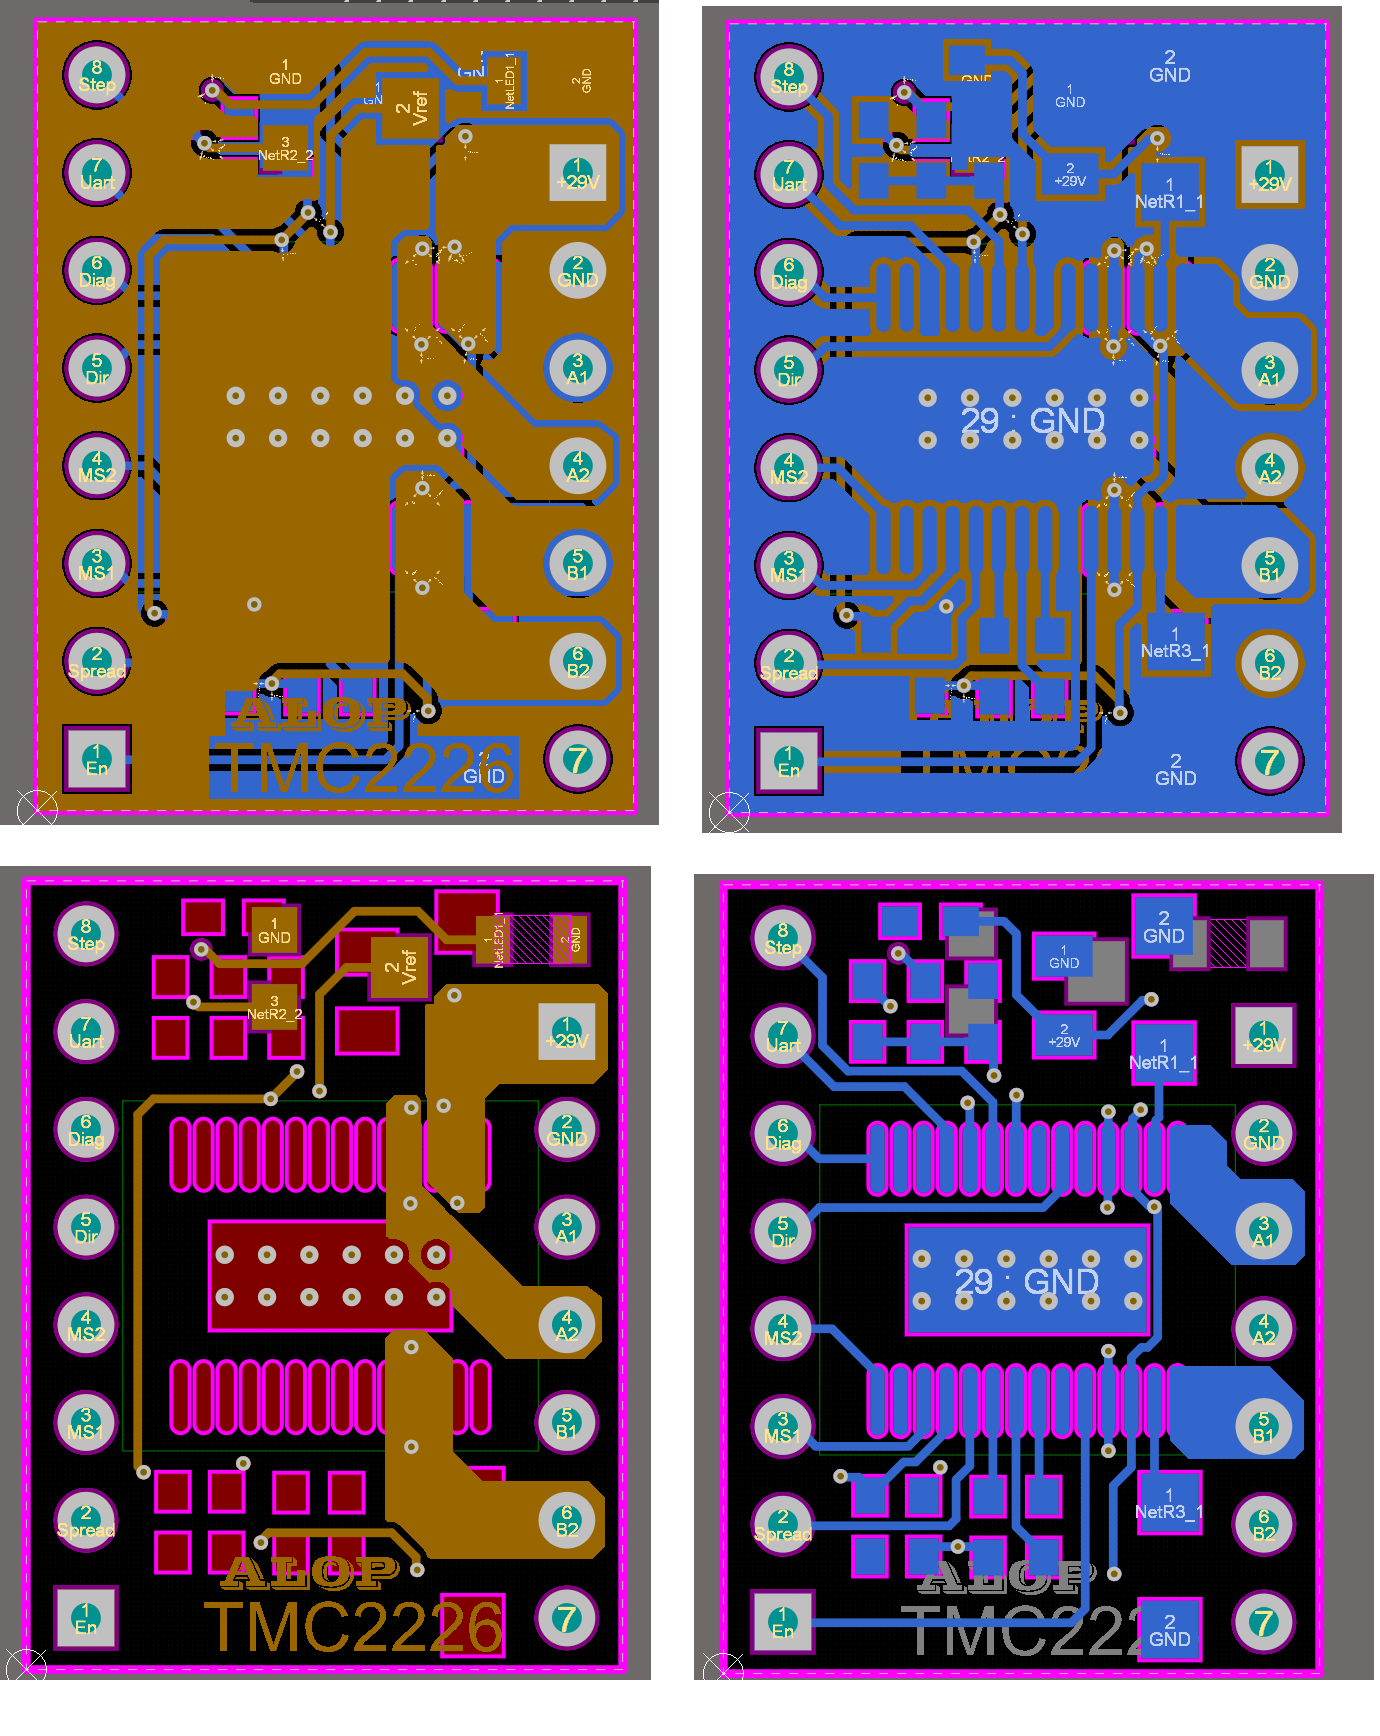 8
Step
1
GND
GN
2
Vref
GN
1
NetLED1_1
2
GND
3
NetR2_2
7
Uart
1
+29V
6
Diag
2
GND
5
Dir
3
A1
4
MS2
4
A2
3
MS1
5
B1
2
Spread
6
B2
ALOP
TMC2226
2
GND
1
En
7
8
Step
2
GND
1
GND
7
Uart
2
+29V
1
NetR1_1
1
+29V
6
Diag
2
GND
5
Dir
3
A1
29 : GND
4
MS2
4
A2
3
MS1
5
B1
2
Spread
1
NetR3_1
6
B2
1
En
2
GND
7
8
Step
1
GND
2
Vref
1
NetLED1_1
2
GND
3
NetR2_2
7
Uart
1
+29V
6
Diag
2
GND
5
Dir
3
A1
4
MS2
4
A2
3
MS1
5
B1
2
Spread
6
B2
ALOP
TMC2226
1
En
7
8
Step
2
GND
1
GND
7
Uart
2
+29V
1
NetR1_1
1
+29V
6
Diag
2
GND
5
Dir
3
A1
29 : GND
4
MS2
4
A2
3
MS1
5
B1
2
Spread
1
NetR3_1
6
B2
ALOP
TMC222
1
En
2
GND
7